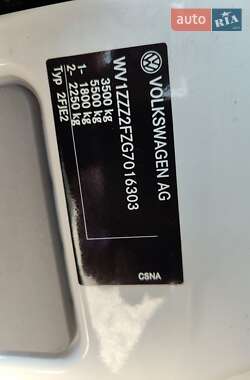 AUTO RIA
VOLKSWAGEN AG
WV1ZZZ2FZG7016303
3500 kg
5500 kg
1- 1800 kg
2- 2250 kg
Typ 2FJE2
CSNA